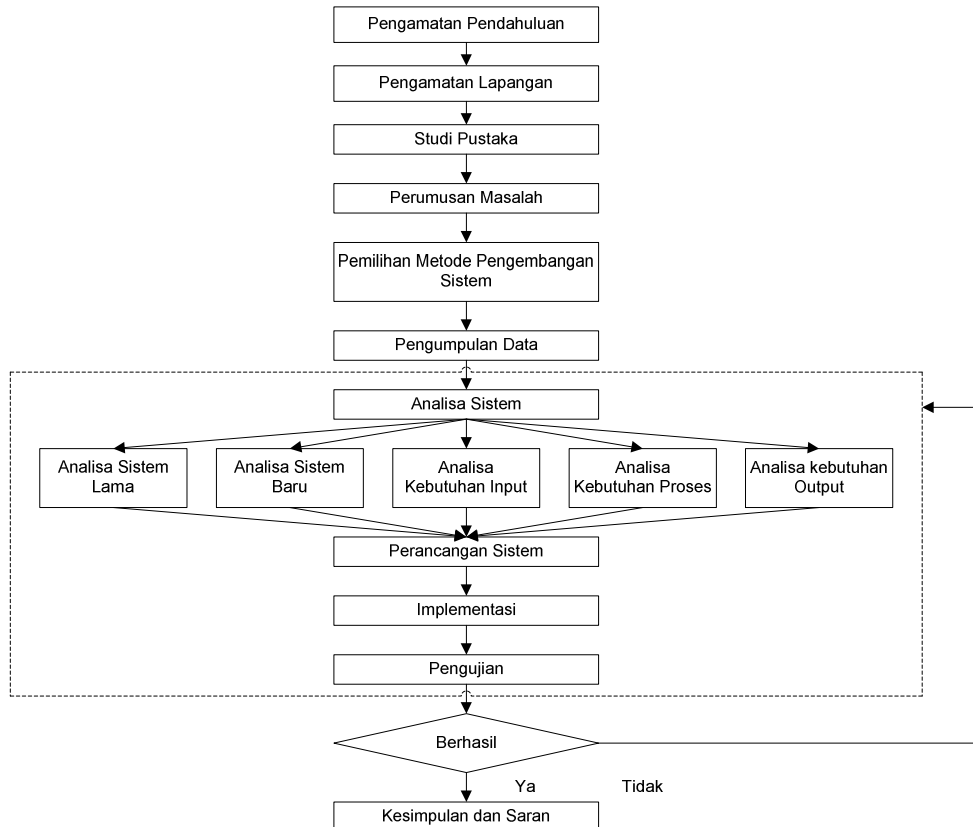 Pengamatan Pendahuluan
Pengamatan Lapangan
Studi Pustaka
Perumusan Masalah
Pemilihan Metode Pengembangan
Sistem
Pengumpulan Data
Analisa Sistem
Analisa Sistem
Lama
Analisa Sistem
Baru
Analisa
Kebutuhan Input
Analisa
Kebutuhan Proses
Analisa kebutuhan
Output
Perancangan Sistem
Implementasi
Pengujian
Berhasil
Ya
Tidak
Kesimpulan dan Saran